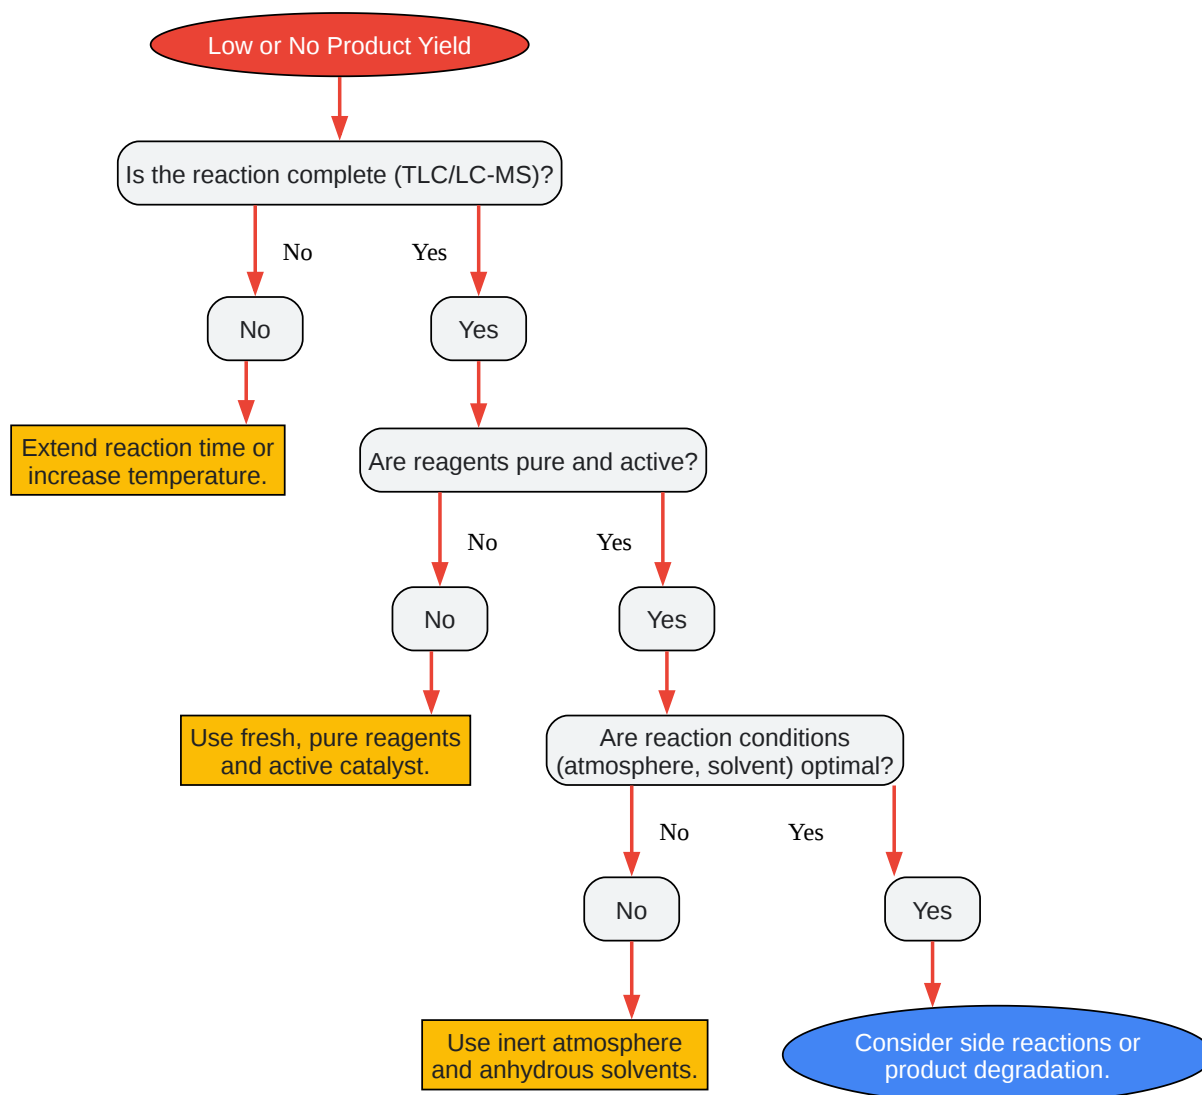 Low or No Product Yield
Is the reaction complete (TLC/LC-MS)?
No
Yes
No
Yes
Extend reaction time or
increase temperature.
Are reagents pure and active?
No
Yes
No
Yes
Use fresh, pure reagents
and active catalyst.
Are reaction conditions
(atmosphere, solvent) optimal?
No
Yes
No
Yes
Use inert atmosphere
and anhydrous solvents.
Consider side reactions or
product degradation.